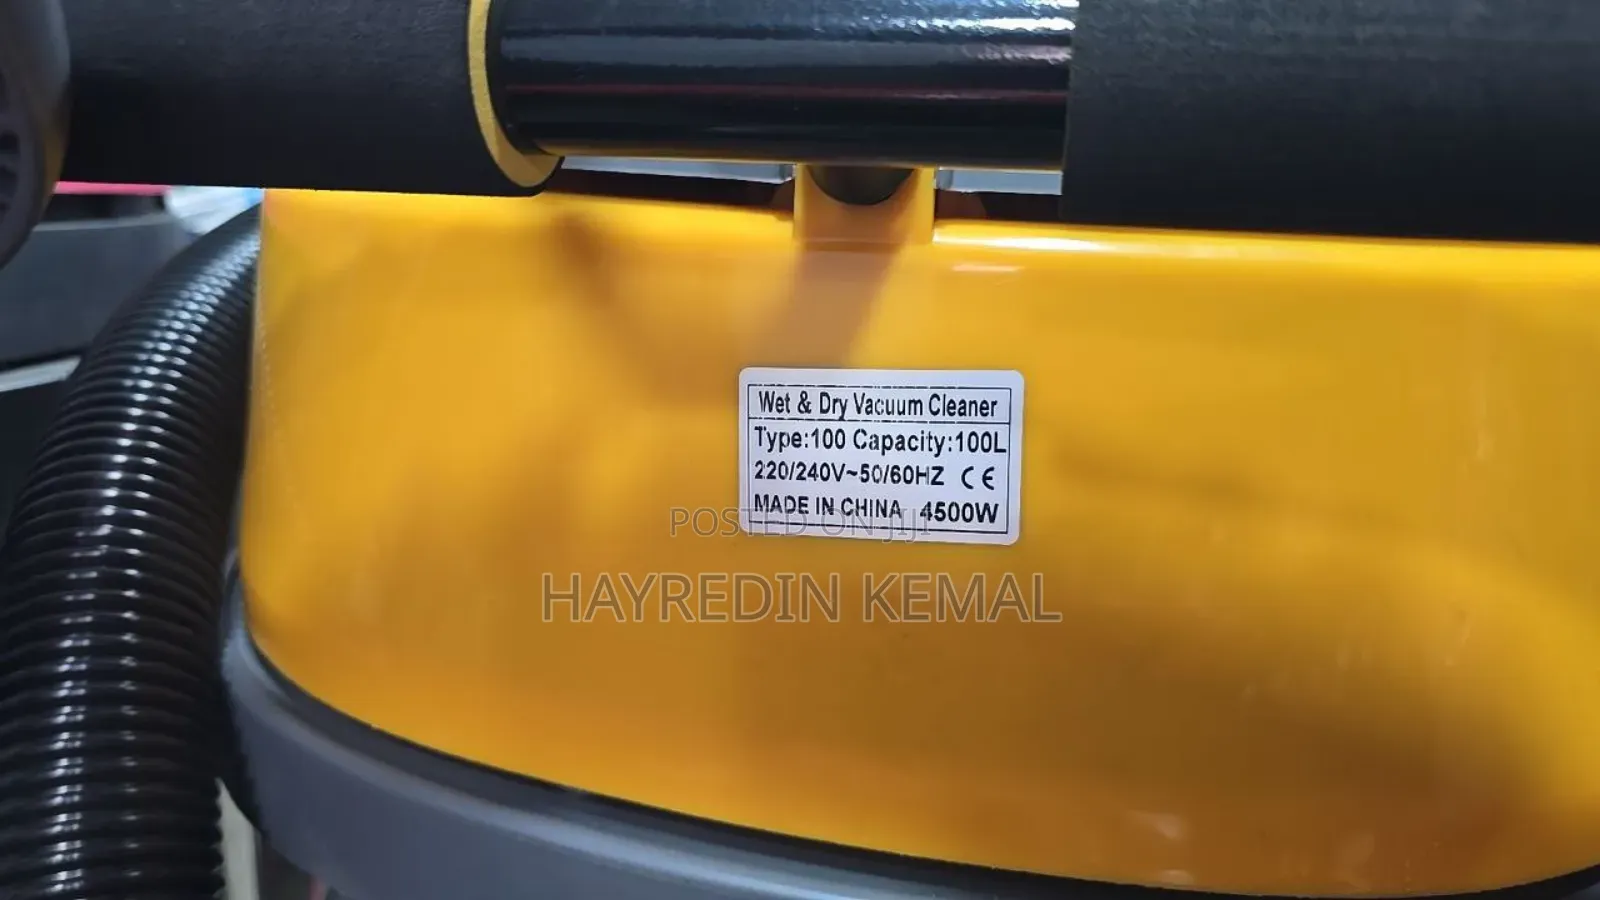 Wet & Dry Vacuum Cleaner
Type:100 Capacity:100L
220/240V~50/60HZ CE
MADE IN CHINA 4500W
POSTED ON JIJI
HAYREDIN KEMAL